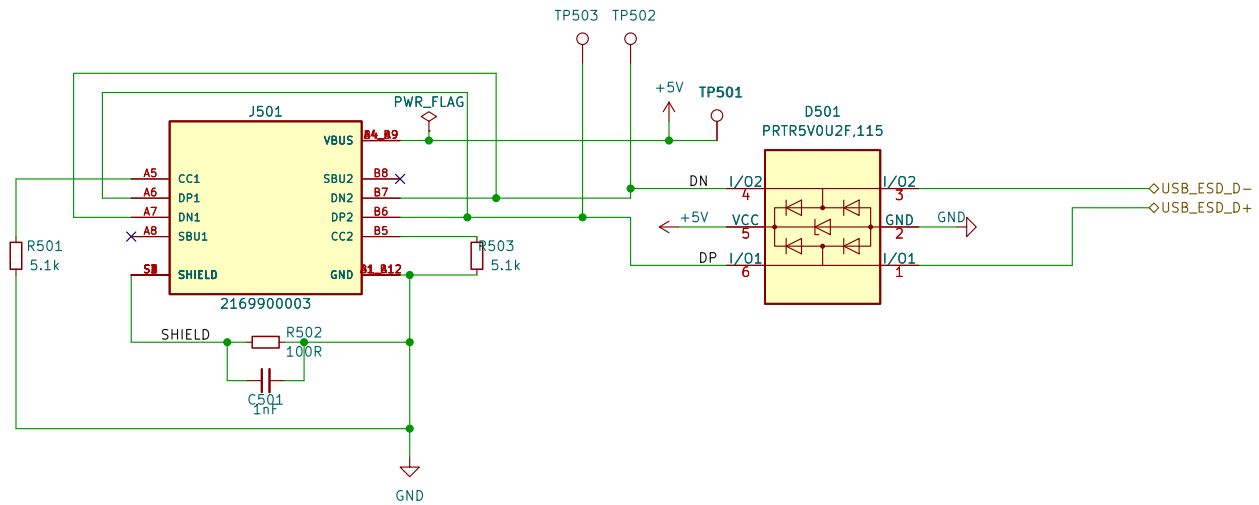 TP503 TP502
+5V TP501
PWR_FLAG
J501
D501
PRTR5V0U2F,115
VBUS
A5 CC1 SBU2 B8
A6 DP1 DN2 B7
A7 DN1 DP2 B6
A8 SBU1 CC2 B5
SHIELD GND
2169900003
R501
5.1k
R503
5.1k
SHIELD
R502
100R
C501
1nF
GND
DN
4 I/O2 I/O2 3
+5V
5 VCC GND 2
GND
DP
6 I/O1 I/O1 1
USB_ESD_D-
USB_ESD_D+